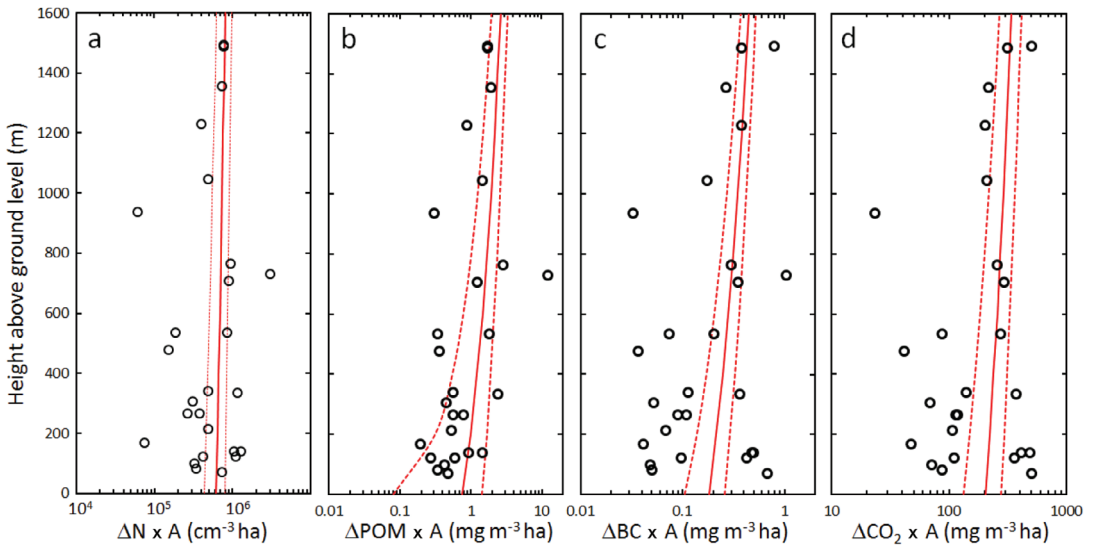 Height above ground level (m)
1600
1400
1200
1000
800
600
400
200
0
a
b
c
d
10⁴ 10⁵ 10⁶
0.01 0.1 1 10
0.01 0.1 1
10 100 1000
ΔN x A (cm⁻³ ha)
ΔPOM x A (mg m⁻³ ha)
ΔBC x A (mg m⁻³ ha)
ΔCO₂ x A (mg m⁻³ ha)